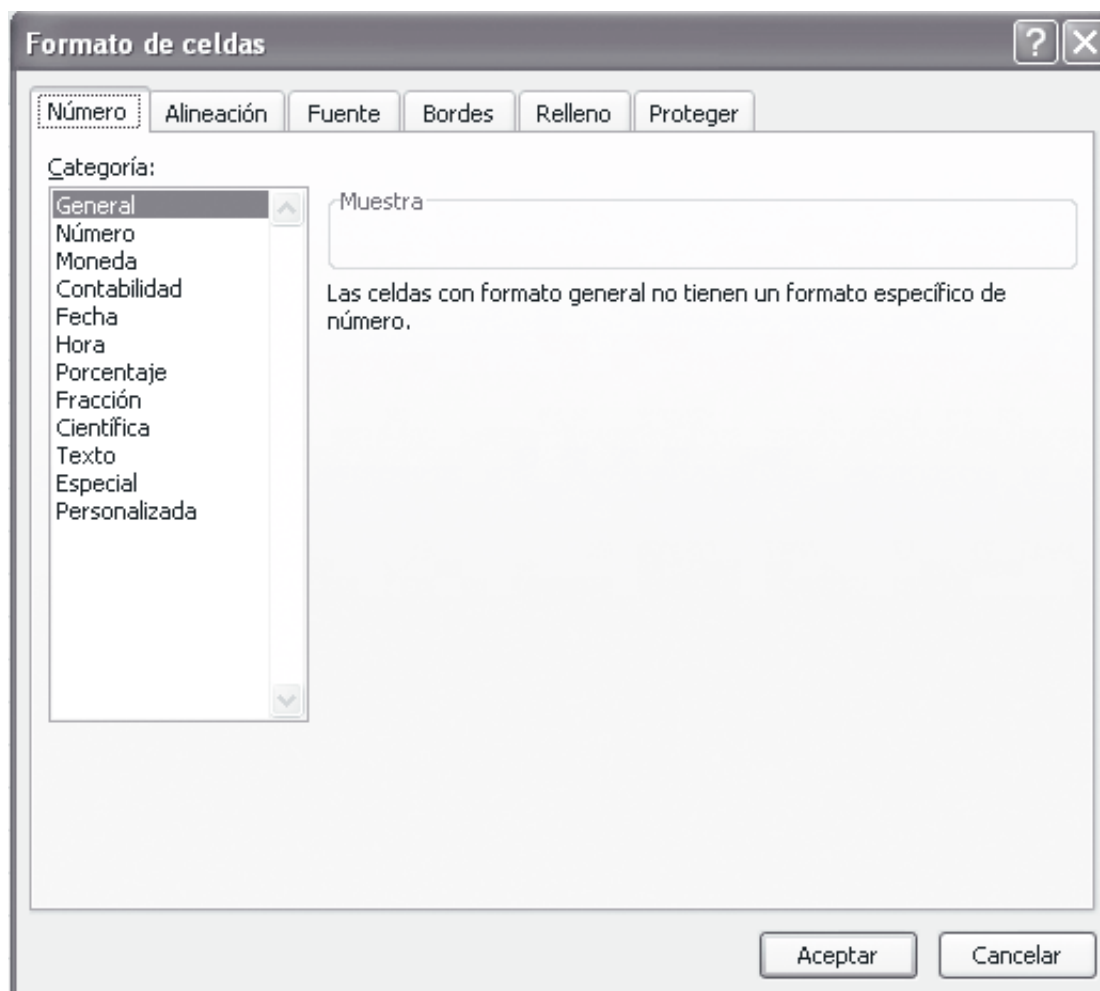 Formato de celdas
Número Alineación Fuente Bordes Relleno Proteger
Categoría:
General
Número
Moneda
Contabilidad
Fecha
Hora
Porcentaje
Fracción
Científica
Texto
Especial
Personalizada
Muestra
Las celdas con formato general no tienen un formato específico de
número.
Aceptar Cancelar